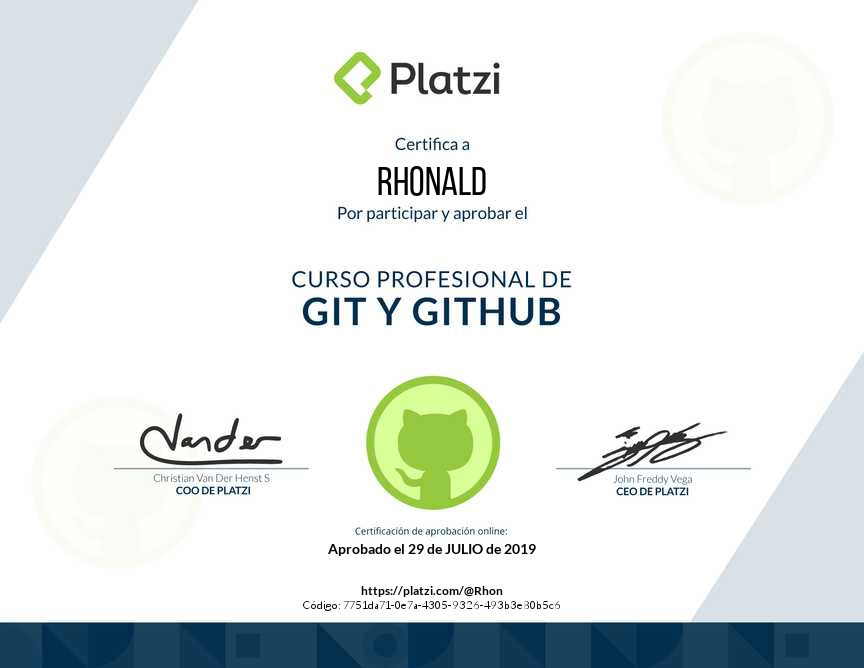 Platzi
Certifica a
RHONALD
Por participar y aprobar el
CURSO PROFESIONAL DE
GIT Y GITHUB
Vander
Christian Van Der Henst S
COO DE PLATZI
John Freddy Vega
CEO DE PLATZI
Certificación de aprobación online:
Aprobado el 29 de JULIO de 2019
https://platzi.com/@Rhon
Código: 7751da71-0e7a-4305-9326-493b3e80b5c6